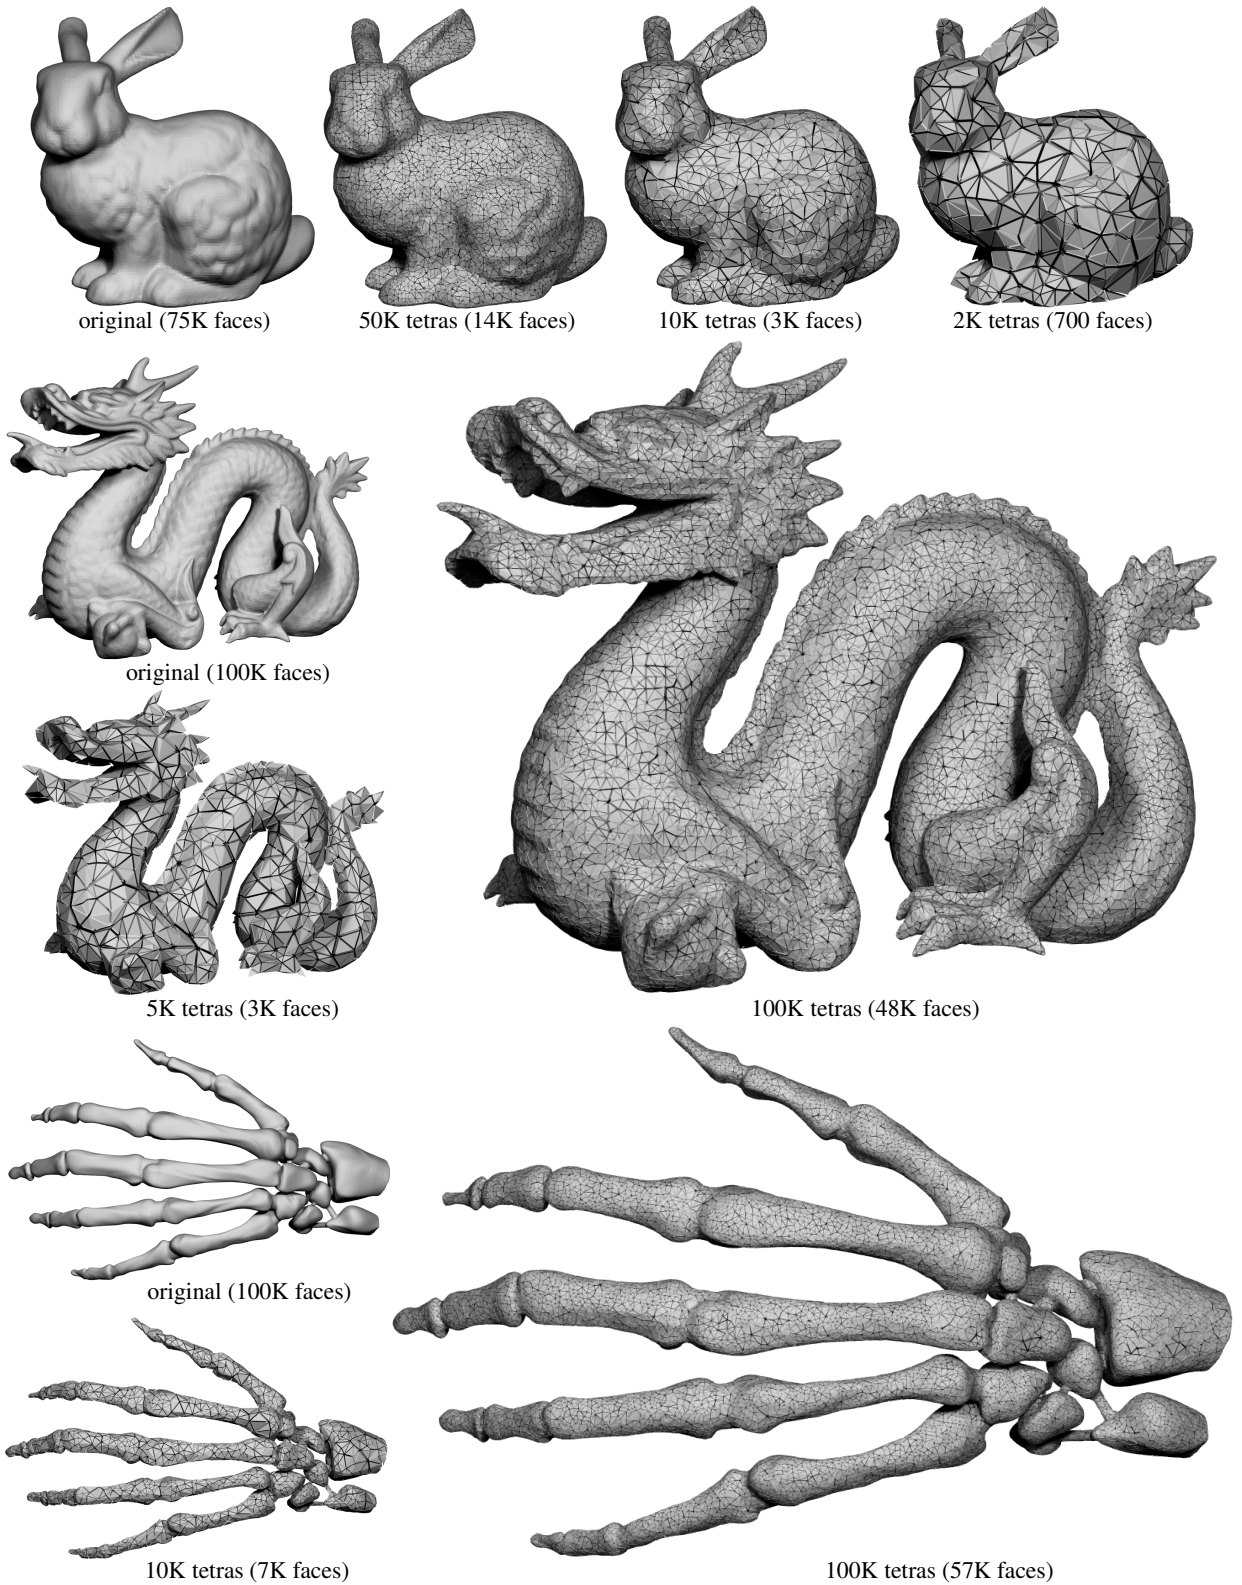 original (75K faces)
50K tetras (14K faces)
10K tetras (3K faces)
2K tetras (700 faces)
original (100K faces)
5K tetras (3K faces)
100K tetras (48K faces)
original (100K faces)
10K tetras (7K faces)
100K tetras (57K faces)